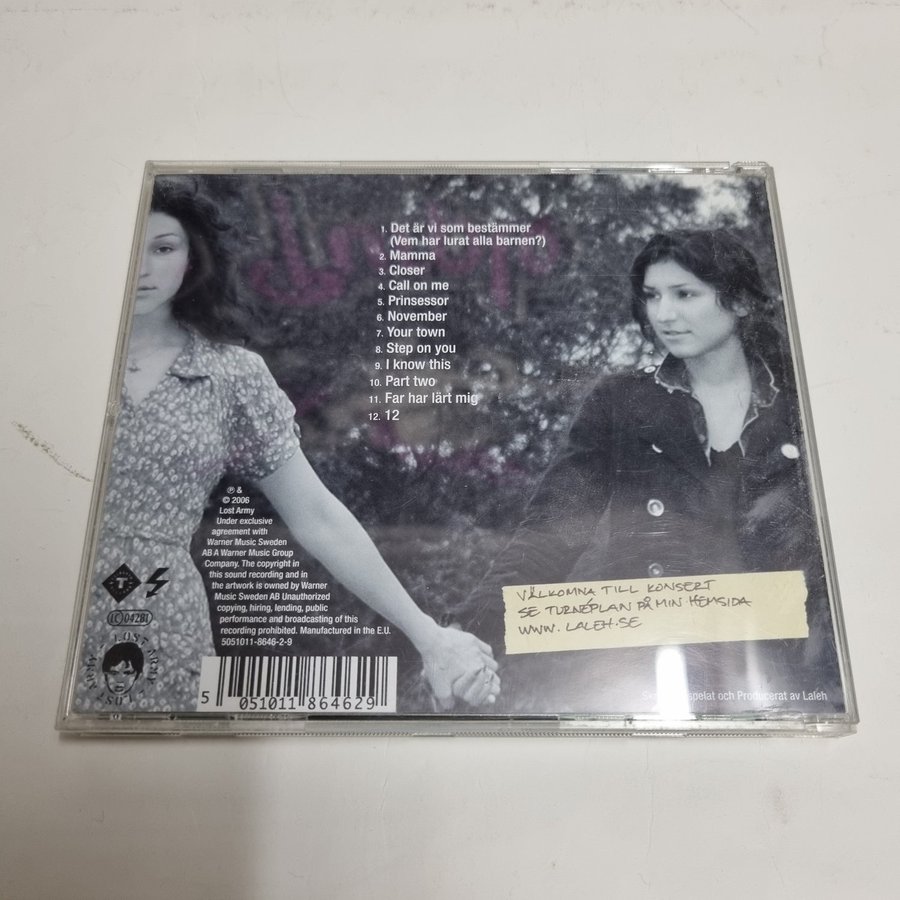 1. Det är vi som bestämmer
(Vem har lurat alla barnen?)
2. Mamma
3. Closer
4. Call on me
5. Prinsessor
6. November
7. Your town
8. Step on you
9. I know this
10. Part two
11. Far har lärt mig
12. 12
℗ &
© 2006
Lost Army
Under exclusive
agreement with
Warner Music Sweden
AB A Warner Music Group
Company. The copyright in
this sound recording and in
the artwork is owned by Warner
Music Sweden AB Unauthorized
copying, hiring, lending, public
performance and broadcasting of this
recording prohibited. Manufactured in the E.U.
5051011-8646-2-9
LC 0428
LOST ARMY
5 051011 864629
VÄLKOMNA TILL KONSERT
SE TURNÉPLAN PÅ MIN HEMSIDA
WWW.LALEH.SE
och Producerat av Laleh